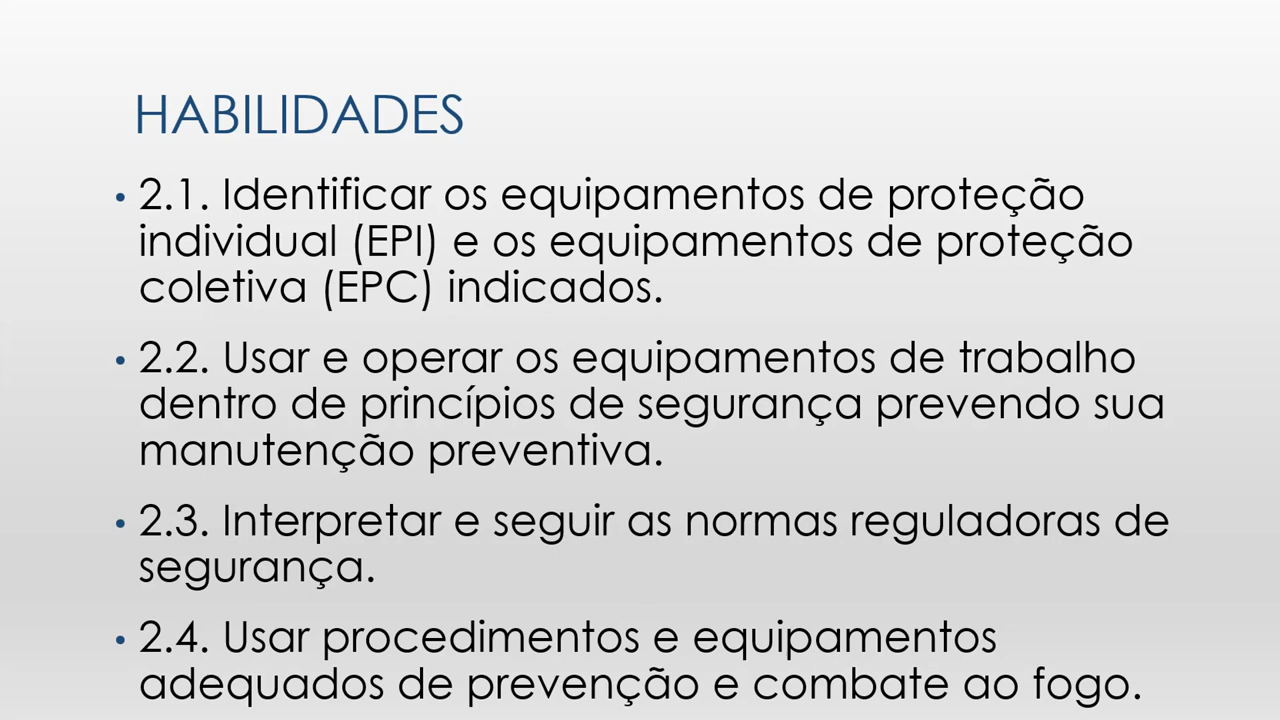 HABILIDADES
• 2.1. Identificar os equipamentos de proteção
individual (EPI) e os equipamentos de proteção
coletiva (EPC) indicados.
• 2.2. Usar e operar os equipamentos de trabalho
dentro de princípios de segurança prevendo sua
manutenção preventiva.
• 2.3. Interpretar e seguir as normas reguladoras de
segurança.
• 2.4. Usar procedimentos e equipamentos
adequados de prevenção e combate ao fogo.